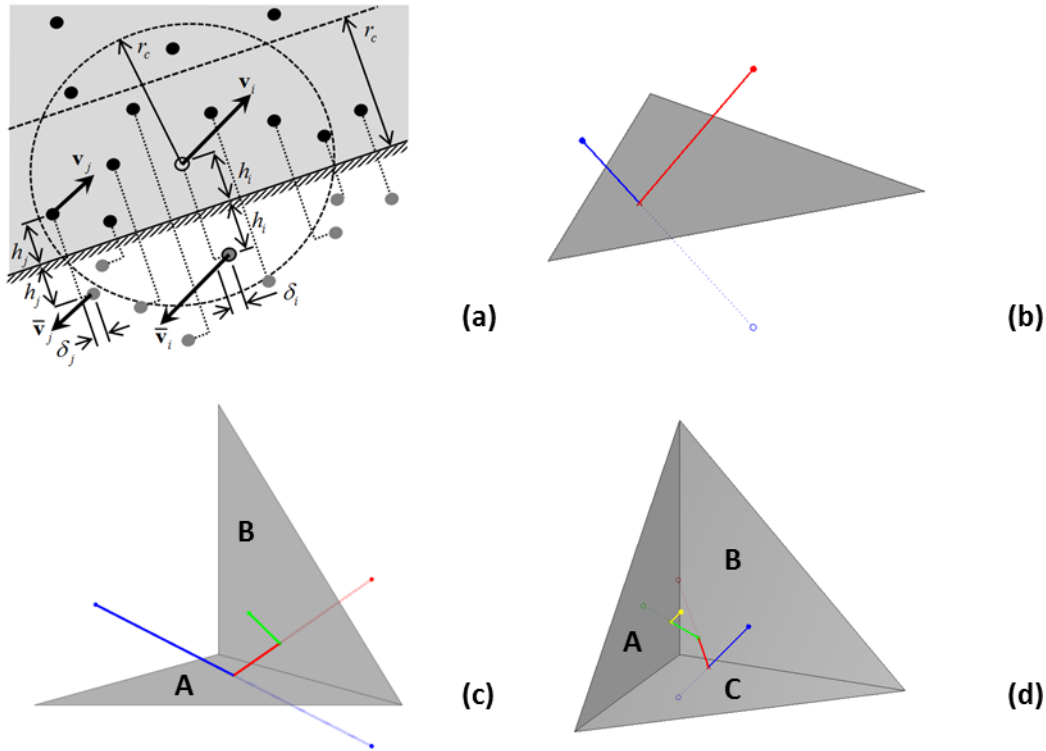 r_c
r_c
v_i
v_j
h_i
h_i
h_j
h_j
δ_i
v̄_j
v̄_i
δ_j
(a)
(b)
B
A
(c)
B
A
C
(d)